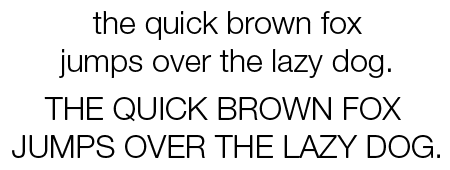 the quick brown fox
jumps over the lazy dog.
THE QUICK BROWN FOX
JUMPS OVER THE LAZY DOG.